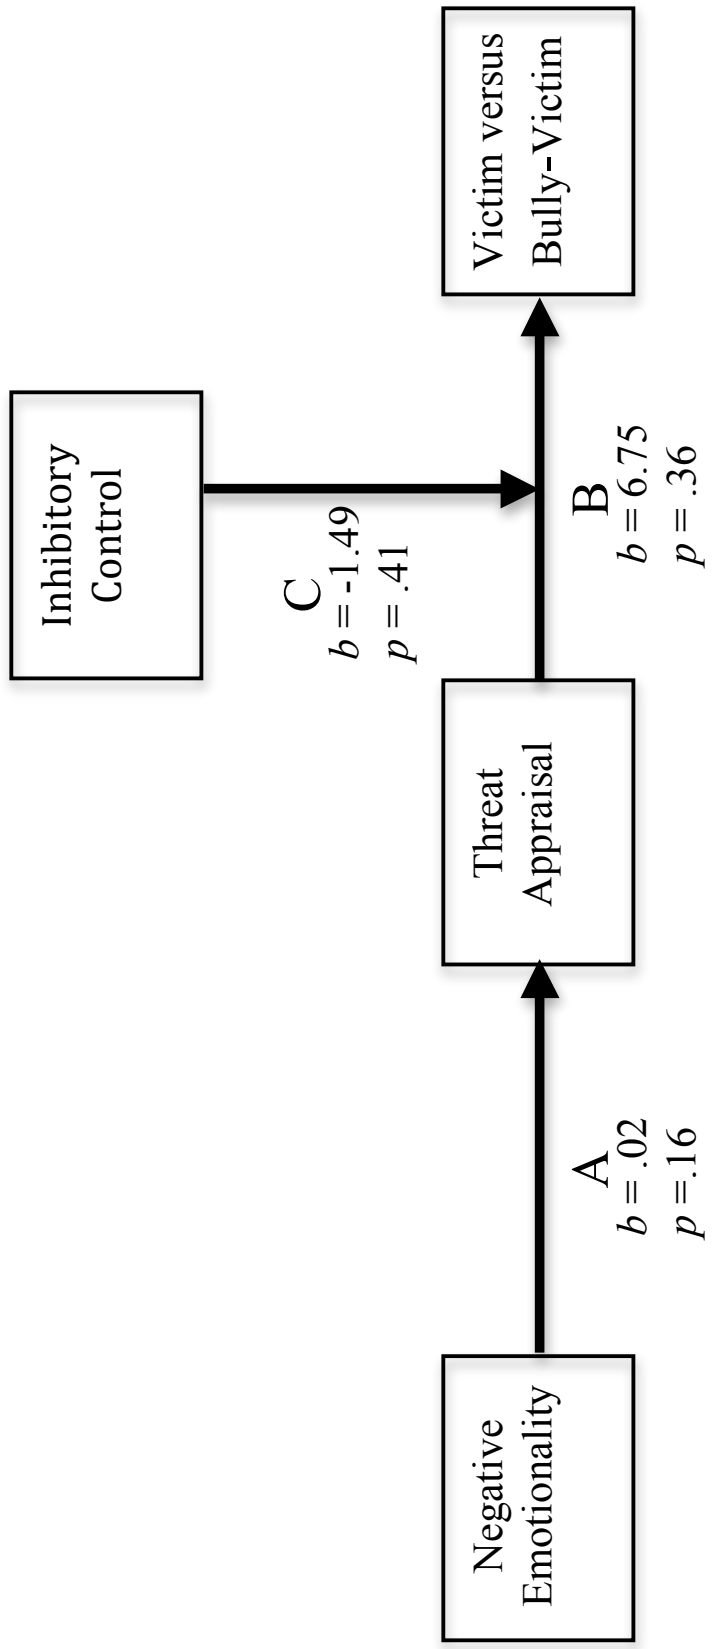 Inhibitory
Control
C
b = -1.49
p = .41
Negative
Emotionality
A
b = .02
p =.16
Threat
Appraisal
B
b = 6.75
p = .36
Victim versus
Bully-Victim